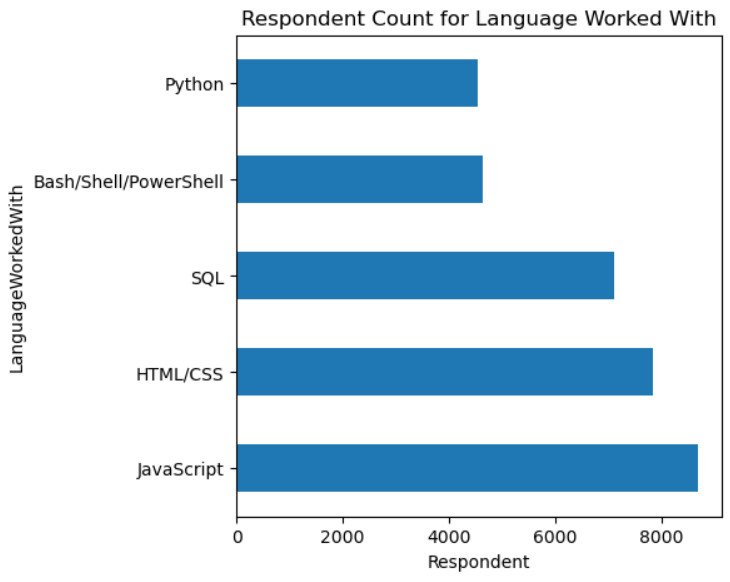 Respondent Count for Language Worked With
Python
Bash/Shell/PowerShell
SQL
HTML/CSS
JavaScript
LanguageWorkedWith
0 2000 4000 6000 8000
Respondent